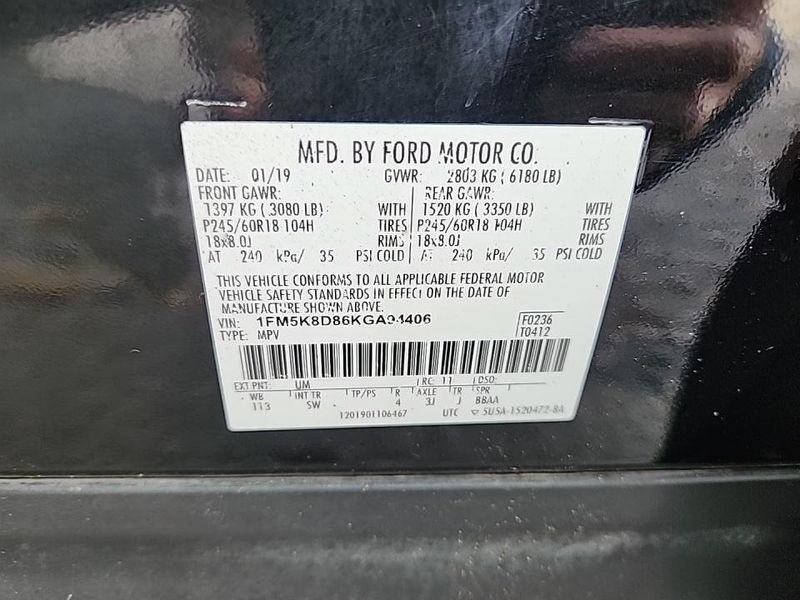 MFD. BY FORD MOTOR CO.
DATE: 01/19 GVWR: 2803 KG ( 6180 LB)
FRONT GAWR: REAR GAWR:
1397 KG ( 3080 LB) WITH 1520 KG ( 3350 LB) WITH
P245/60R18 104H TIRES P245/60R18 104H TIRES
18x8.0J RIMS 18x8.0J RIMS
AT 240 kPa/ 35 PSI COLD AT 240 kPa/ 35 PSI COLD
THIS VEHICLE CONFORMS TO ALL APPLICABLE FEDERAL MOTOR
VEHICLE SAFETY STANDARDS IN EFFECT ON THE DATE OF
MANUFACTURE SHOWN ABOVE.
VIN: 1FM5K8D86KGA94406 F0236
TYPE: MPV T0412
EXT PNT: UM RC: 11 DSO:
WB INT TR TP/PS R AXLE TR SPR
113 SW 4 3J J BBAA
1201901106467 UTC ▽ 5U5A-1520472-8A